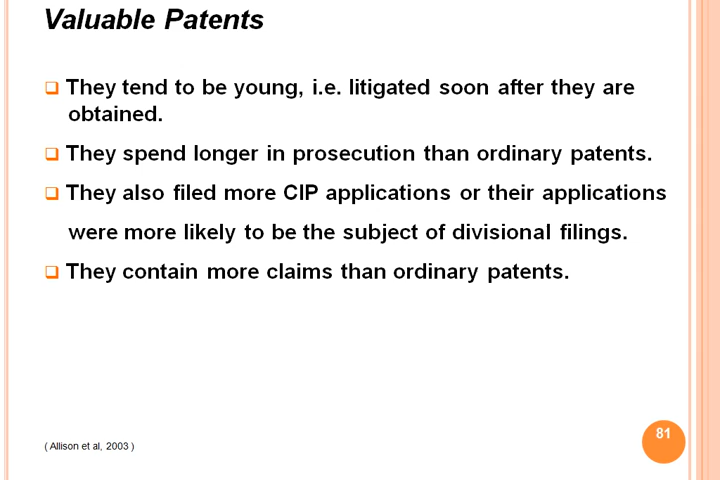 Valuable Patents
They tend to be young, i.e. litigated soon after they are
obtained.
They spend longer in prosecution than ordinary patents.
They also filed more CIP applications or their applications
were more likely to be the subject of divisional filings.
They contain more claims than ordinary patents.
( Allison et al, 2003 )
81